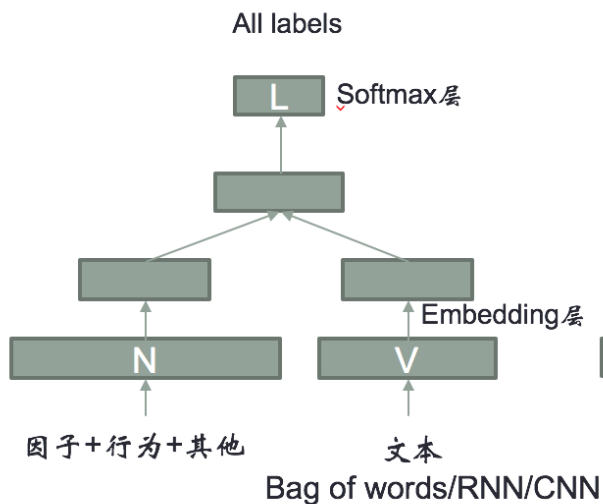 All labels
L
Softmax层
Embedding层
N
V
因子+行为+其他
文本
Bag of words/RNN/CNN